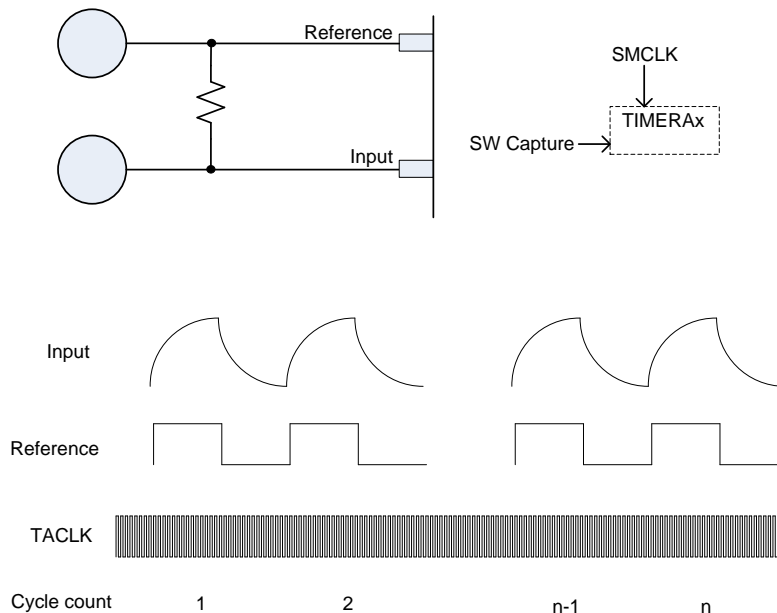 Reference
SMCLK
TIMERAx
SW Capture
Input
Input
Reference
TACLK
Cycle count 1 2 n-1 n